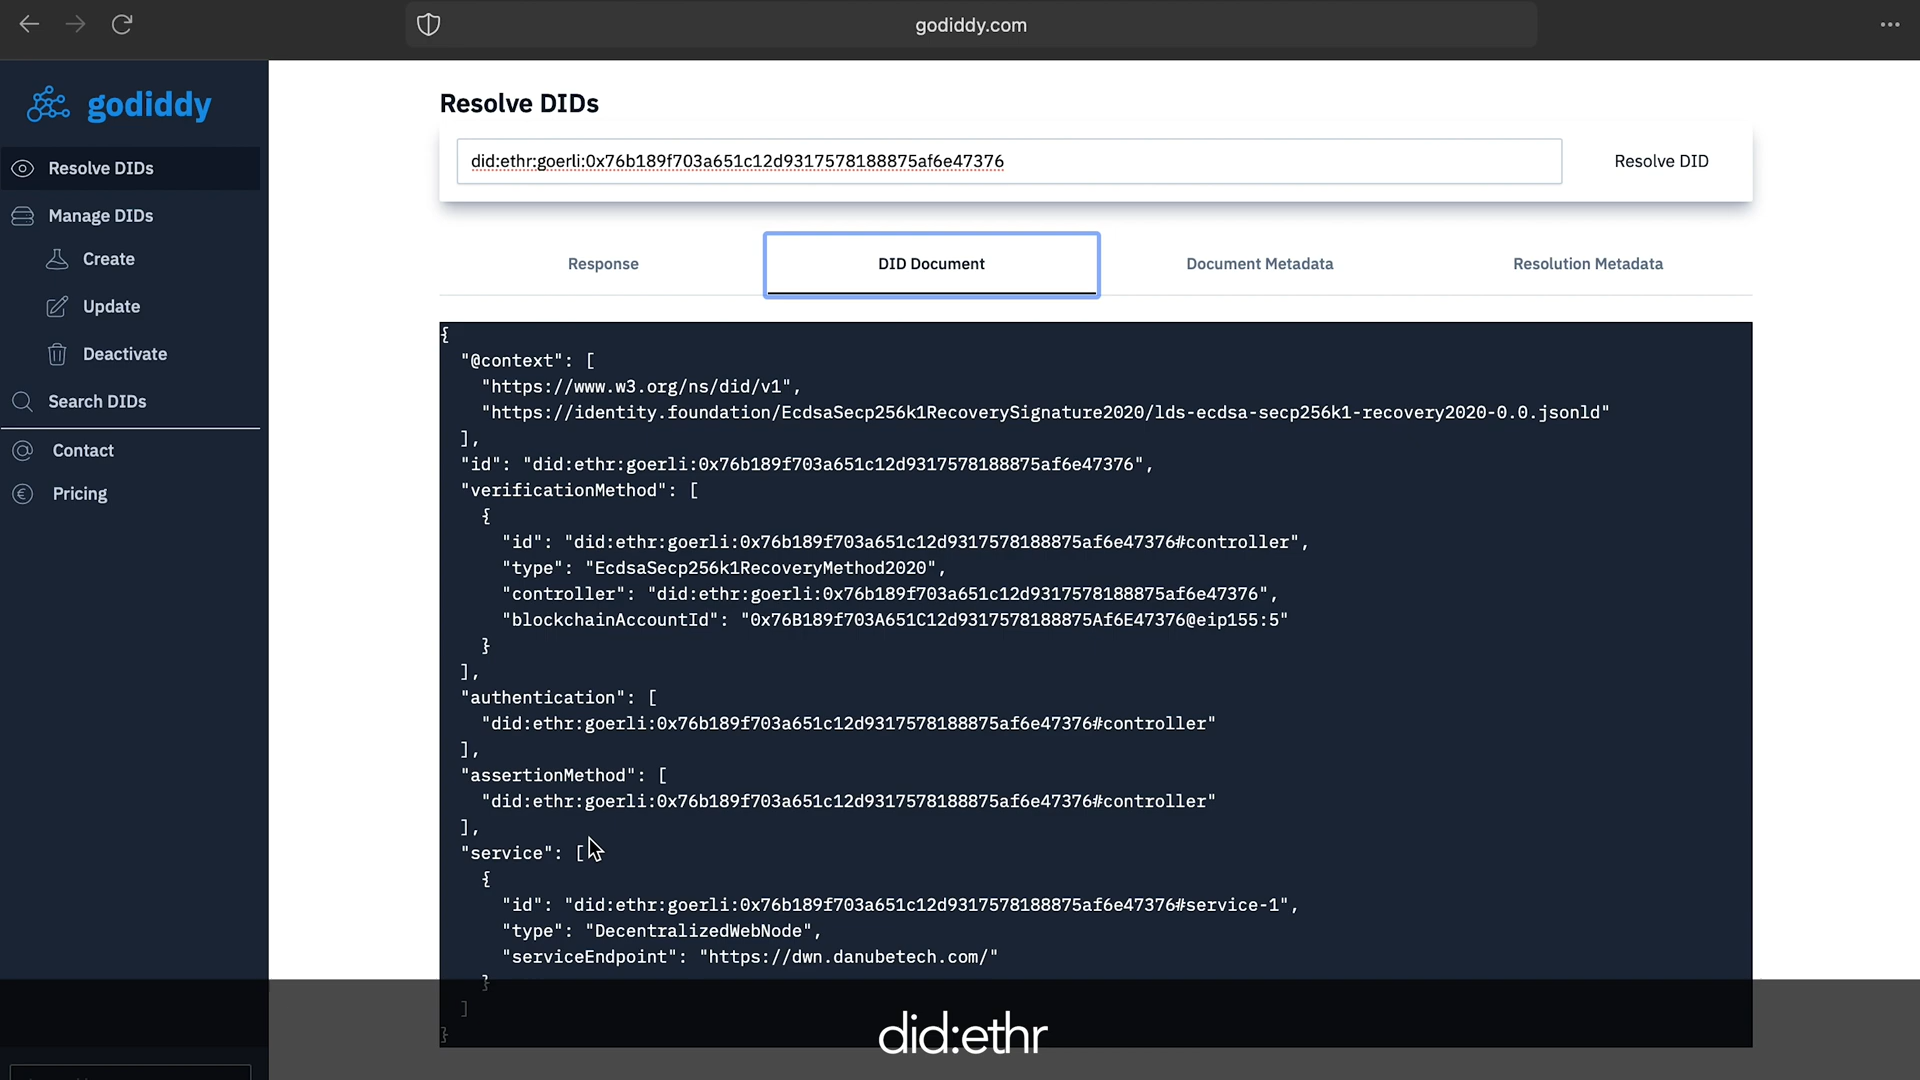 godiddy.com
godiddy
Resolve DIDs
Manage DIDs
Create
Update
Deactivate
Search DIDs
Contact
Pricing
Resolve DIDs
did:ethr:goerli:0x76b189f703a651c12d9317578188875af6e47376
Resolve DID
Response
DID Document
Document Metadata
Resolution Metadata
{
"@context": [
"https://www.w3.org/ns/did/v1",
"https://identity.foundation/EcdsaSecp256k1RecoverySignature2020/lds-ecdsa-secp256k1-recovery2020-0.0.jsonld"
],
"id": "did:ethr:goerli:0x76b189f703a651c12d9317578188875af6e47376",
"verificationMethod": [
{
"id": "did:ethr:goerli:0x76b189f703a651c12d9317578188875af6e47376#controller",
"type": "EcdsaSecp256k1RecoveryMethod2020",
"controller": "did:ethr:goerli:0x76b189f703a651c12d9317578188875af6e47376",
"blockchainAccountId": "0x76B189f703A651C12d9317578188875Af6E47376@eip155:5"
}
],
"authentication": [
"did:ethr:goerli:0x76b189f703a651c12d9317578188875af6e47376#controller"
],
"assertionMethod": [
"did:ethr:goerli:0x76b189f703a651c12d9317578188875af6e47376#controller"
],
"service": [
{
"id": "did:ethr:goerli:0x76b189f703a651c12d9317578188875af6e47376#service-1",
"type": "DecentralizedWebNode",
"serviceEndpoint": "https://dwn.danubetech.com/"
}
]
}
did:ethr